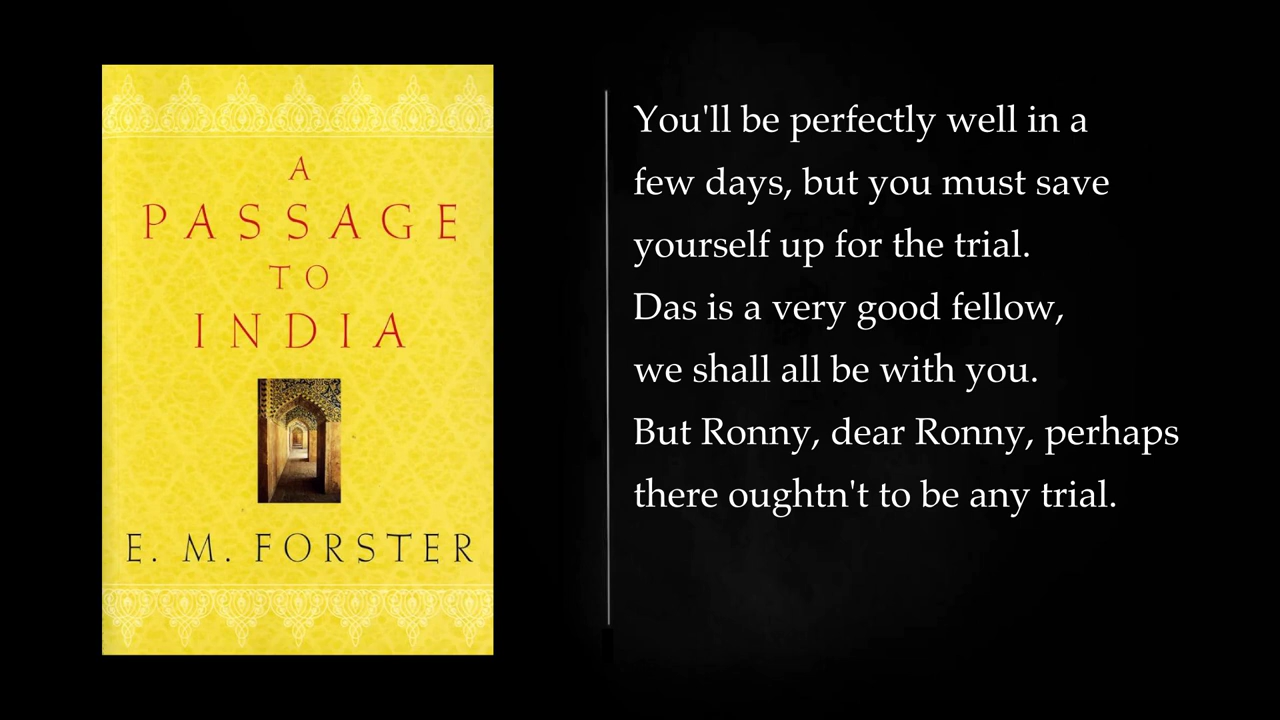 A
PASSAGE
TO
INDIA
E. M. FORSTER
You'll be perfectly well in a
few days, but you must save
yourself up for the trial.
Das is a very good fellow,
we shall all be with you.
But Ronny, dear Ronny, perhaps
there oughtn't to be any trial.